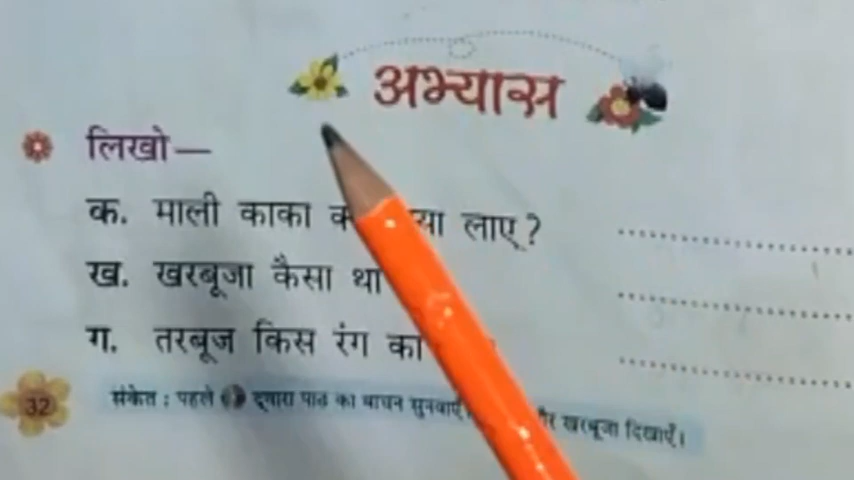 अभ्यास
लिखो—
क. माली काका लाए?
ख. खरबूजा कैसा था
ग. तरबूज किस रंग का
32
संकेत : पहले द्वारा पाठ का वाचन सुनवाएँ। खरबूजा दिखाएँ।